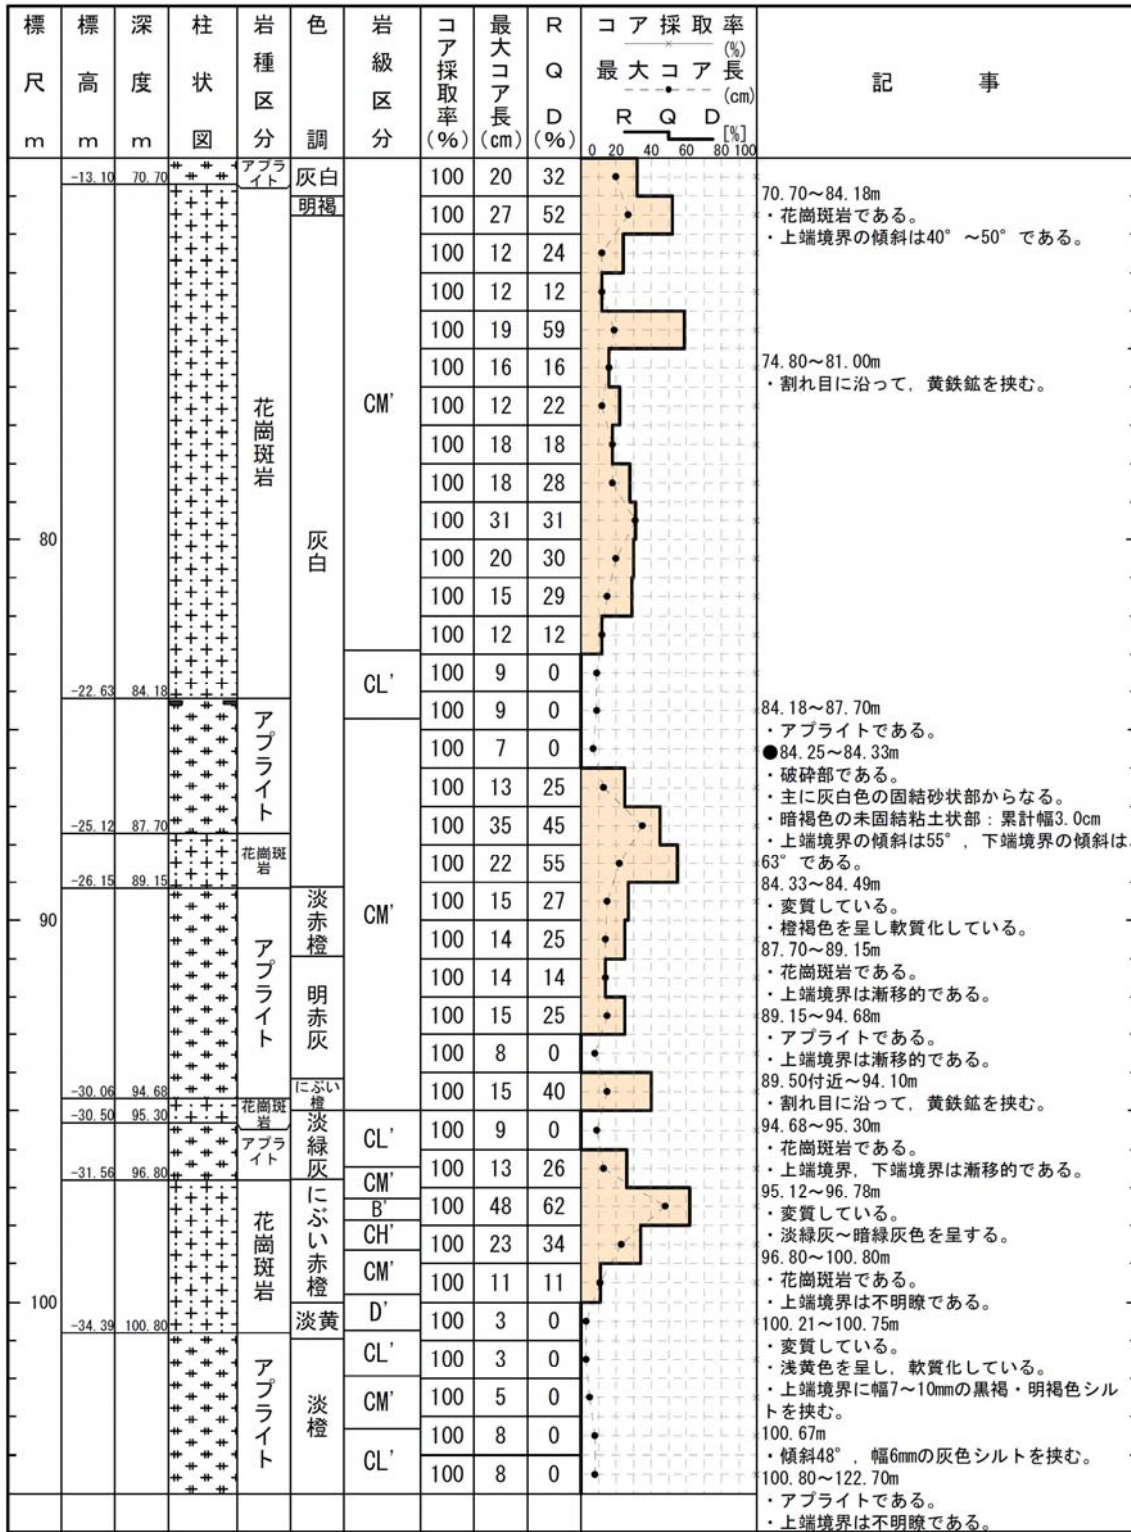 標尺m
標高m
深度m
柱状図
岩種区分
色調
岩級区分
コア採取率(%)
最大コア長(cm)
RQD(%)
コア採取率(%)
最大コア長(cm)
RQD[%]
0 20 40 60 80 100
記事
-13.10 70.70 アプライト 灰白 100 20 32
明褐 100 27 52
100 12 24
100 12 12
100 19 59
100 16 16
花崗斑岩 CM' 100 12 22
100 18 18
100 18 28
100 31 31
80 灰白 100 20 30
100 15 29
100 12 12
CL' 100 9 0
-22.63 84.18 100 9 0
アプライト 100 7 0
100 13 25
-25.12 87.70 100 35 45
花崗斑岩 100 22 55
-26.15 89.15 淡赤橙 100 15 27
90 アプライト CM' 100 14 25
明赤灰 100 14 14
100 15 25
100 8 0
-30.06 94.68 にぶい橙 100 15 40
花崗斑岩
-30.50 95.30 淡緑灰 CL' 100 9 0
アプライト
-31.56 96.80 CM' 100 13 26
にぶい赤橙 B' 100 48 62
花崗斑岩 CH' 100 23 34
CM' 100 11 11
100 淡黄 D' 100 3 0
-34.39 100.80
アプライト 淡橙 CL' 100 3 0
CM' 100 5 0
100 8 0
CL' 100 8 0
70.70～84.18m
・花崗斑岩である。
・上端境界の傾斜は40°～50°である。
74.80～81.00m
・割れ目に沿って，黄鉄鉱を挟む。
84.18～87.70m
・アプライトである。
●84.25～84.33m
・破砕部である。
・主に灰白色の固結砂状部からなる。
・暗褐色の未固結粘土状部：累計幅3.0cm
・上端境界の傾斜は55°，下端境界の傾斜は
63°である。
84.33～84.49m
・変質している。
・橙褐色を呈し軟質化している。
87.70～89.15m
・花崗斑岩である。
・上端境界は漸移的である。
89.15～94.68m
・アプライトである。
・上端境界は漸移的である。
89.50付近～94.10m
・割れ目に沿って，黄鉄鉱を挟む。
94.68～95.30m
・花崗斑岩である。
・上端境界，下端境界は漸移的である。
95.12～96.78m
・変質している。
・淡緑灰～暗緑灰色を呈する。
96.80～100.80m
・花崗斑岩である。
・上端境界は不明瞭である。
100.21～100.75m
・変質している。
・浅黄色を呈し，軟質化している。
・上端境界に幅7～10mmの黒褐・明褐色シル
トを挟む。
100.67m
・傾斜48°，幅6mmの灰色シルトを挟む。
100.80～122.70m
・アプライトである。
・上端境界は不明瞭である。